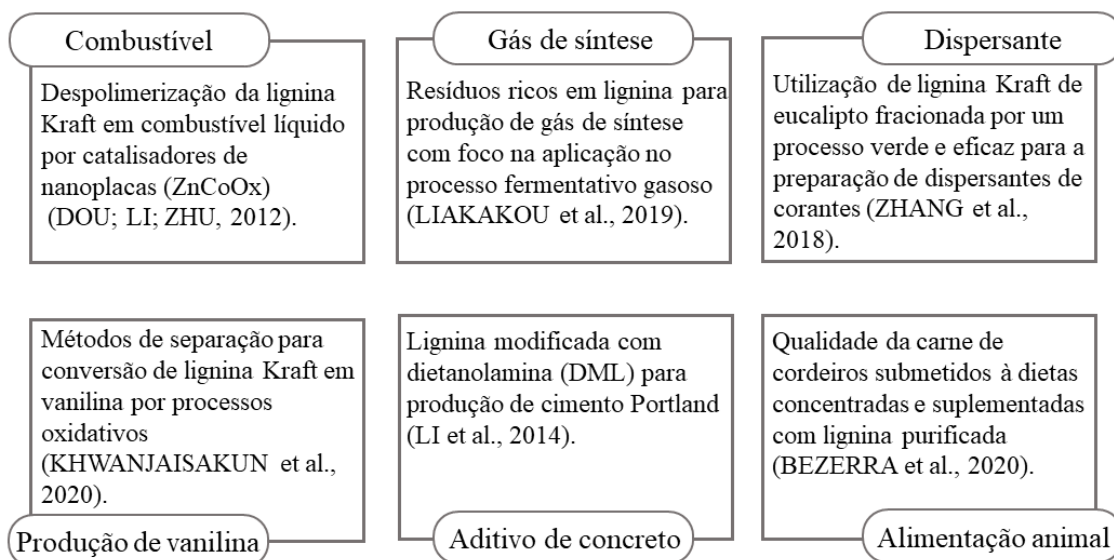 Combustível
Despolimerização da lignina
Kraft em combustível líquido
por catalisadores de
nanoplacas (ZnCoOx)
(DOU; LI; ZHU, 2012).
Gás de síntese
Resíduos ricos em lignina para
produção de gás de síntese
com foco na aplicação no
processo fermentativo gasoso
(LIAKAKOU et al., 2019).
Dispersante
Utilização de lignina Kraft de
eucalipto fracionada por um
processo verde e eficaz para a
preparação de dispersantes de
corantes (ZHANG et al.,
2018).
Métodos de separação para
conversão de lignina Kraft em
vanilina por processos
oxidativos
(KHWANJAISAKUN et al.,
2020).
Produção de vanilina
Lignina modificada com
dietanolamina (DML) para
produção de cimento Portland
(LI et al., 2014).
Aditivo de concreto
Qualidade da carne de
cordeiros submetidos à dietas
concentradas e suplementadas
com lignina purificada
(BEZERRA et al., 2020).
Alimentação animal